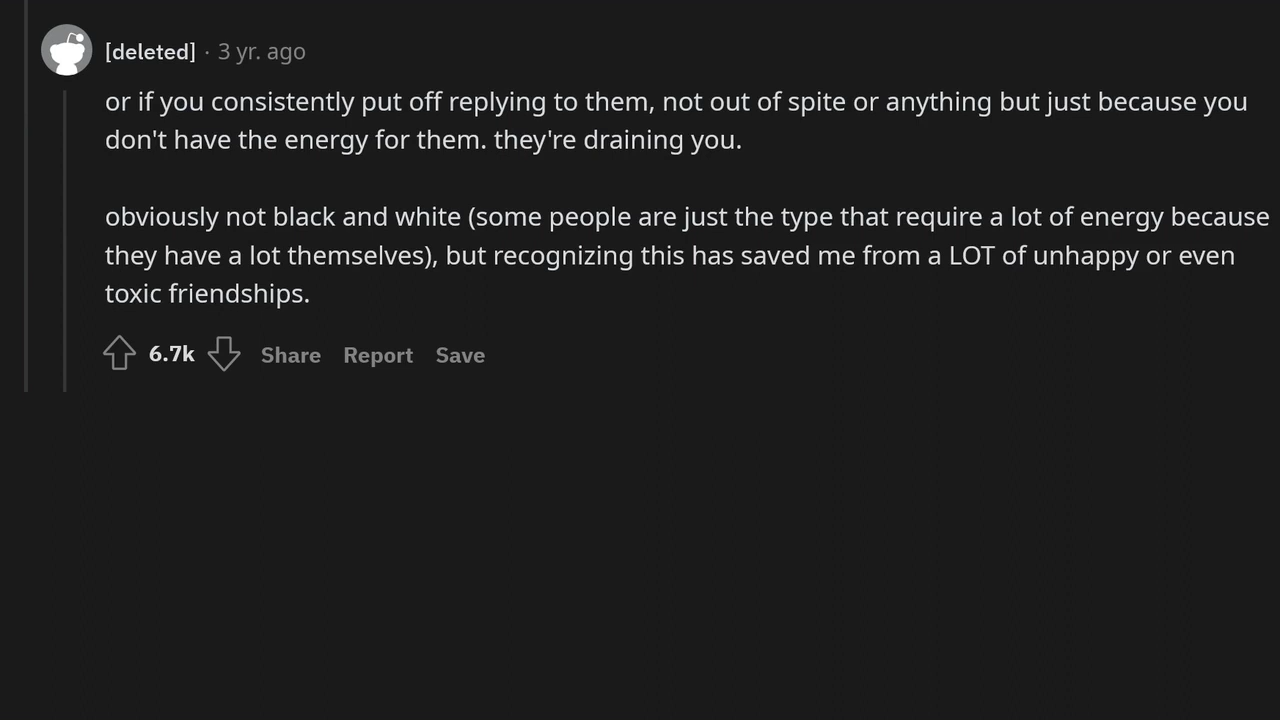 [deleted] · 3 yr. ago
or if you consistently put off replying to them, not out of spite or anything but just because you
don't have the energy for them. they're draining you.
obviously not black and white (some people are just the type that require a lot of energy because
they have a lot themselves), but recognizing this has saved me from a LOT of unhappy or even
toxic friendships.
6.7k Share Report Save